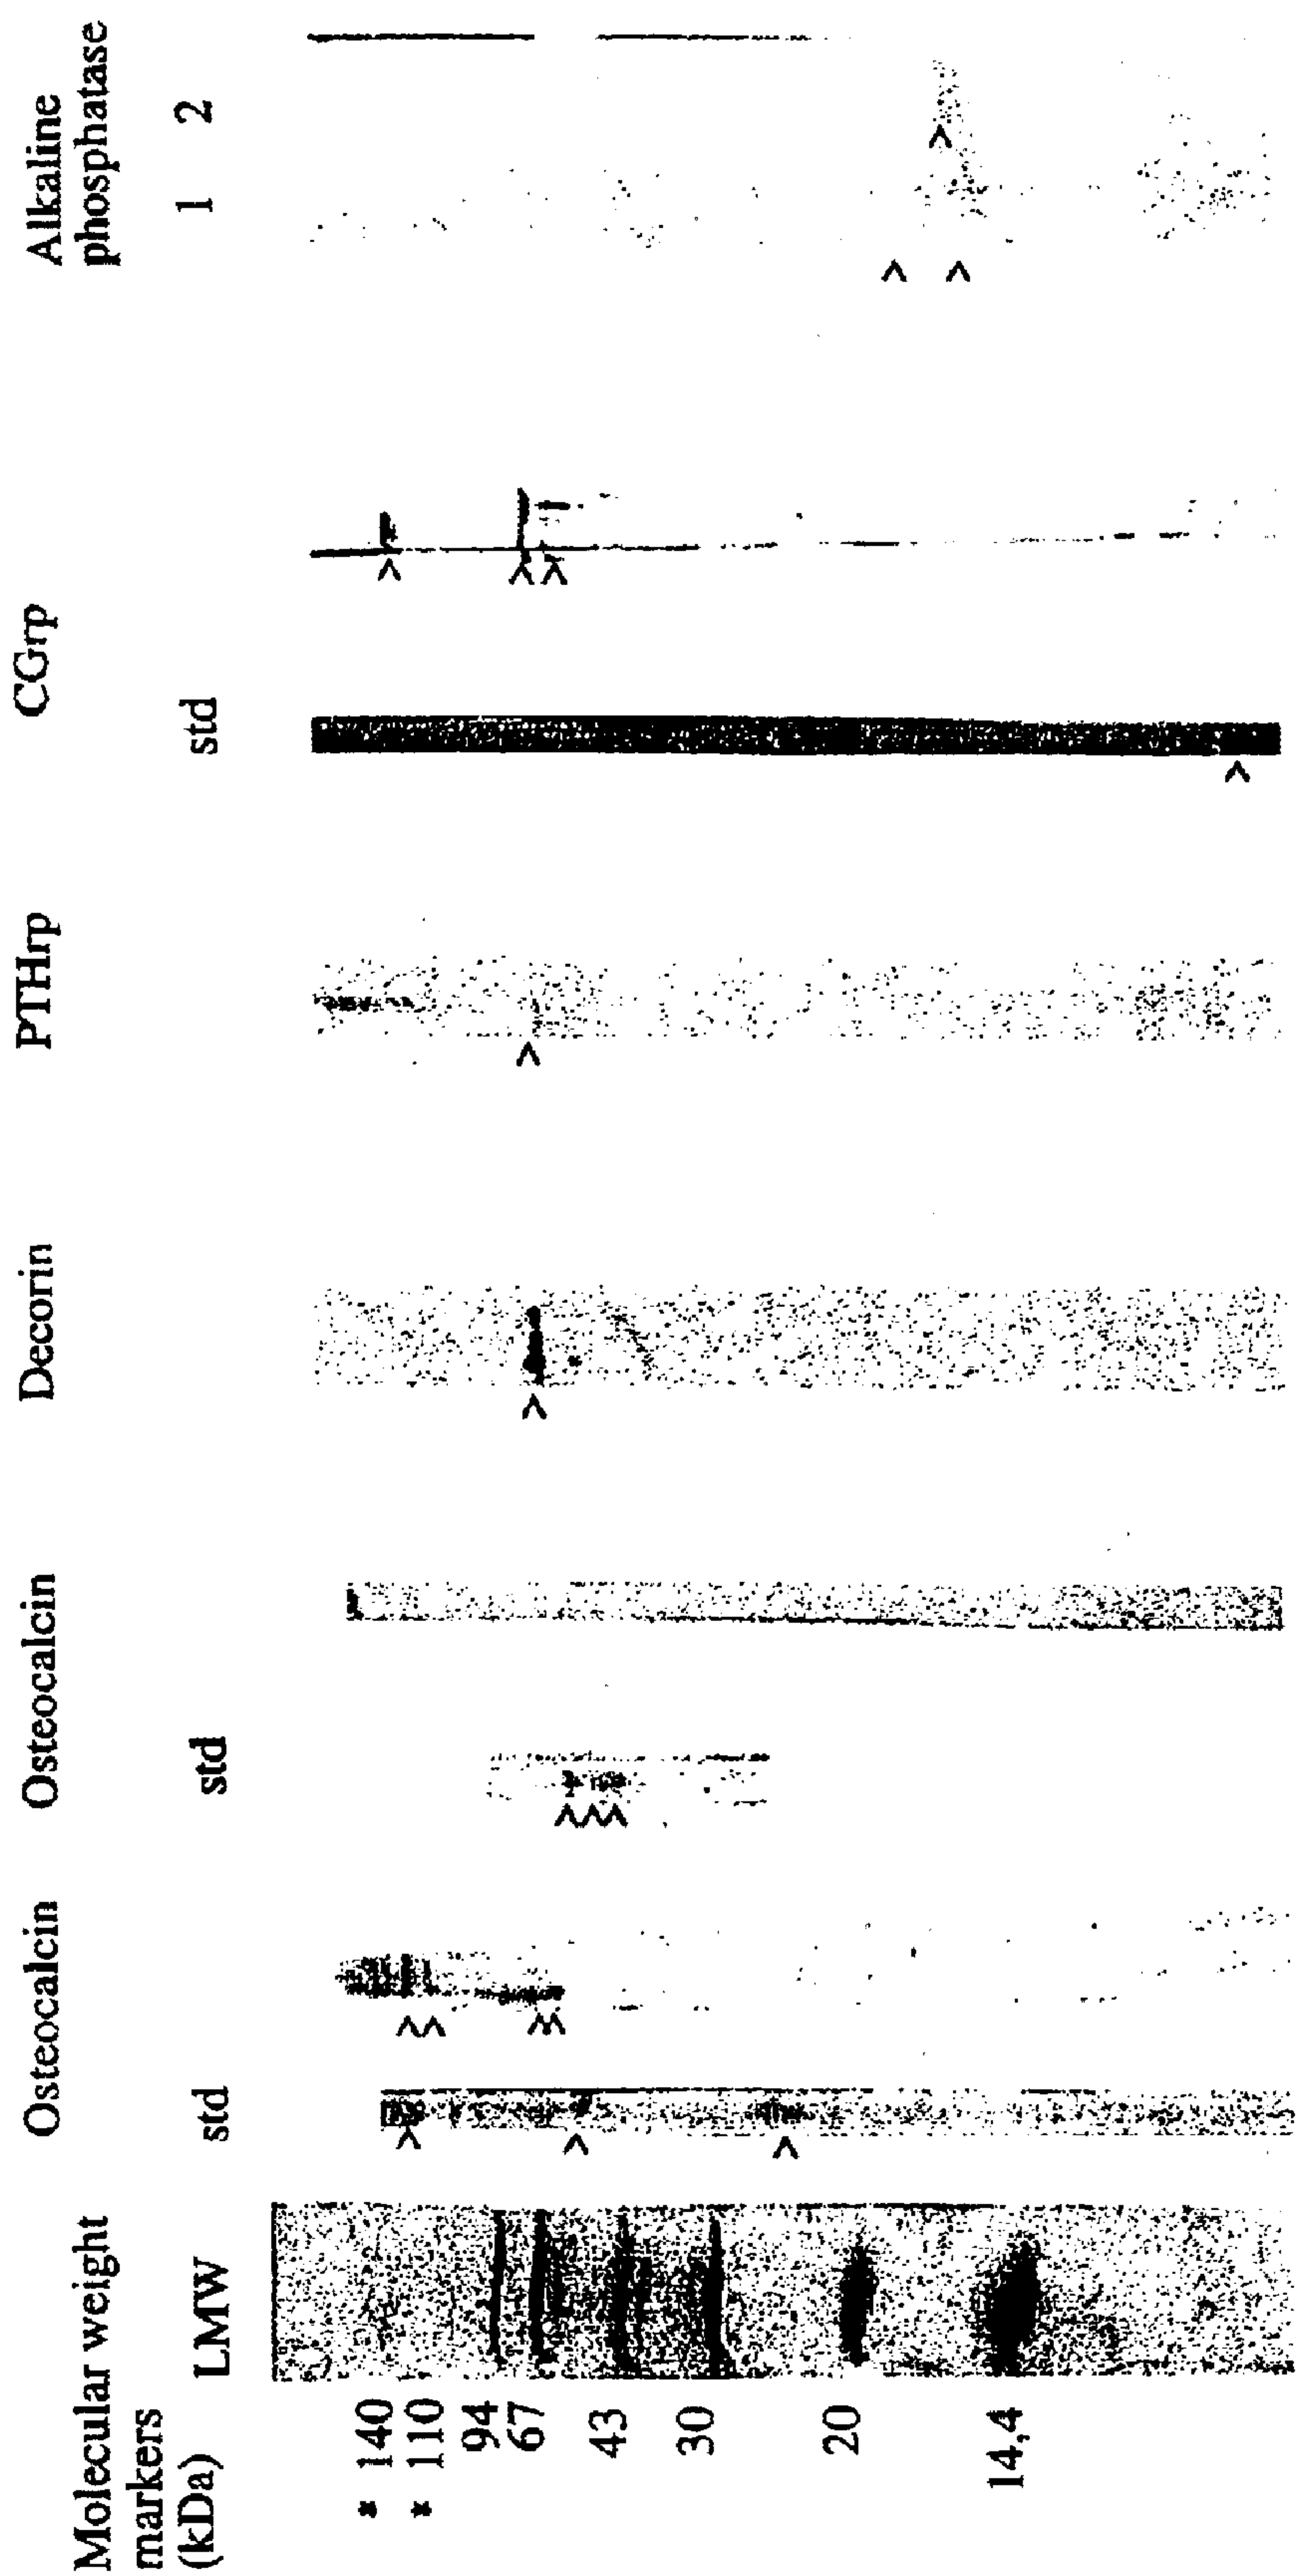 Molecular weight
markers
(kDa)
LMW
* 140
* 110
94
67
43
30
20
14,4
Osteocalcin
std
Osteocalcin
std
Decorin
PTHrp
CGrp
std
Alkaline
phosphatase
1 2